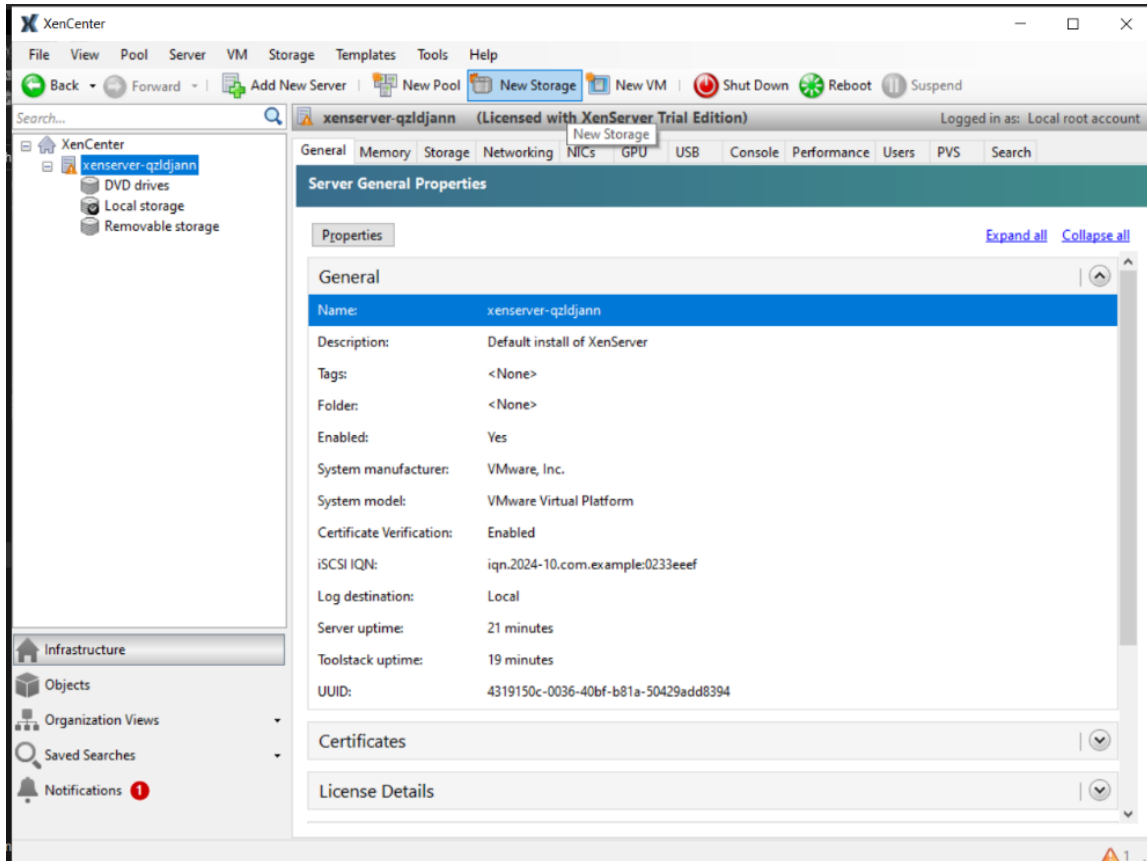 XenCenter
File View Pool Server VM Storage Templates Tools Help
Back Forward Add New Server New Pool New Storage New VM Shut Down Reboot Suspend
Search...
xenserver-qzldjann (Licensed with XenServer Trial Edition) Logged in as: Local root account
New Storage
XenCenter
xenserver-qzldjann
DVD drives
Local storage
Removable storage
General Memory Storage Networking NICs GPU USB Console Performance Users PVS Search
Server General Properties
Properties Expand all Collapse all
General
Name: xenserver-qzldjann
Description: Default install of XenServer
Tags: <None>
Folder: <None>
Enabled: Yes
System manufacturer: VMware, Inc.
System model: VMware Virtual Platform
Certificate Verification: Enabled
iSCSI IQN: iqn.2024-10.com.example:0233eeef
Log destination: Local
Server uptime: 21 minutes
Toolstack uptime: 19 minutes
UUID: 4319150c-0036-40bf-b81a-50429add8394
Certificates
License Details
Infrastructure
Objects
Organization Views
Saved Searches
Notifications 1
1